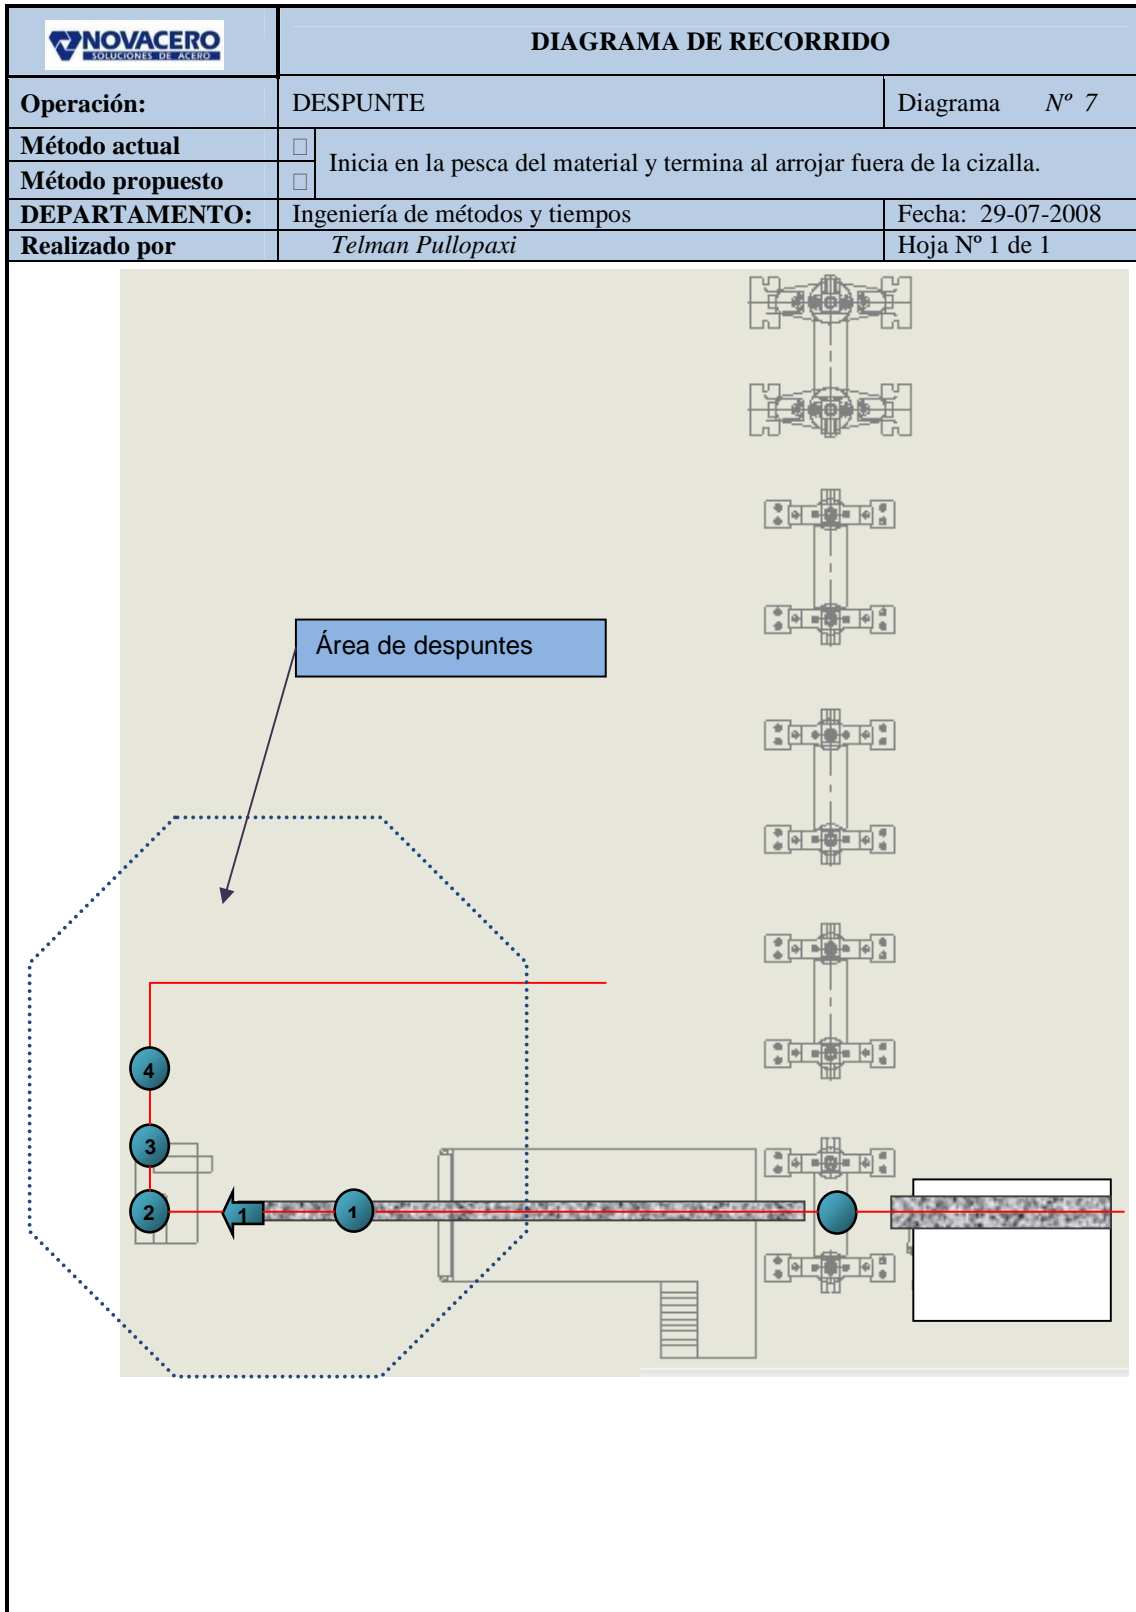 NOVACERO
SOLUCIONES DE ACERO
DIAGRAMA DE RECORRIDO
Operación:
DESPUNTE
Diagrama Nº 7
Método actual
Método propuesto
Inicia en la pesca del material y termina al arrojar fuera de la cizalla.
DEPARTAMENTO:
Ingeniería de métodos y tiempos
Fecha: 29-07-2008
Realizado por
Telman Pullopaxi
Hoja Nº 1 de 1
Área de despuntes
4
3
2
1
1